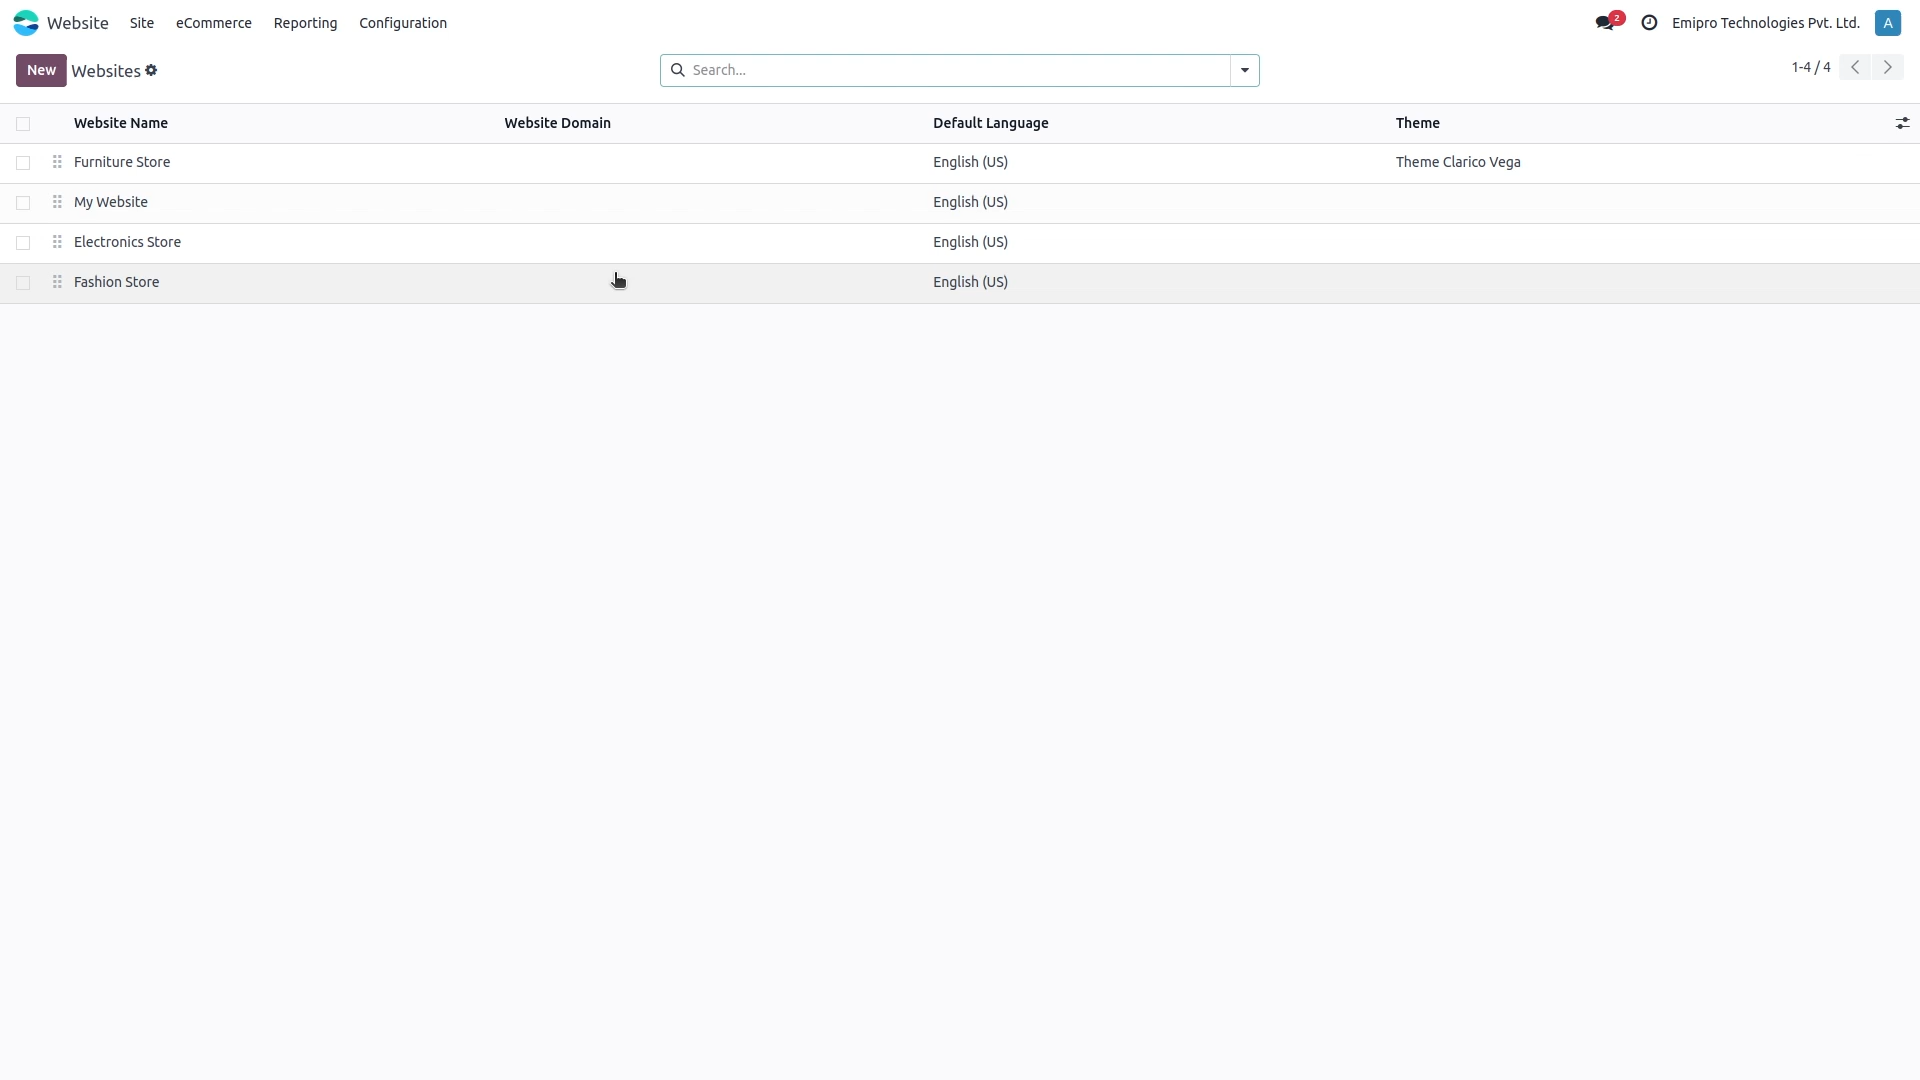 Website Site eCommerce Reporting Configuration 2 Emipro Technologies Pvt. Ltd. A
New Websites Search... 1-4 / 4
Website Name Website Domain Default Language Theme
Furniture Store English (US) Theme Clarico Vega
My Website English (US)
Electronics Store English (US)
Fashion Store English (US)